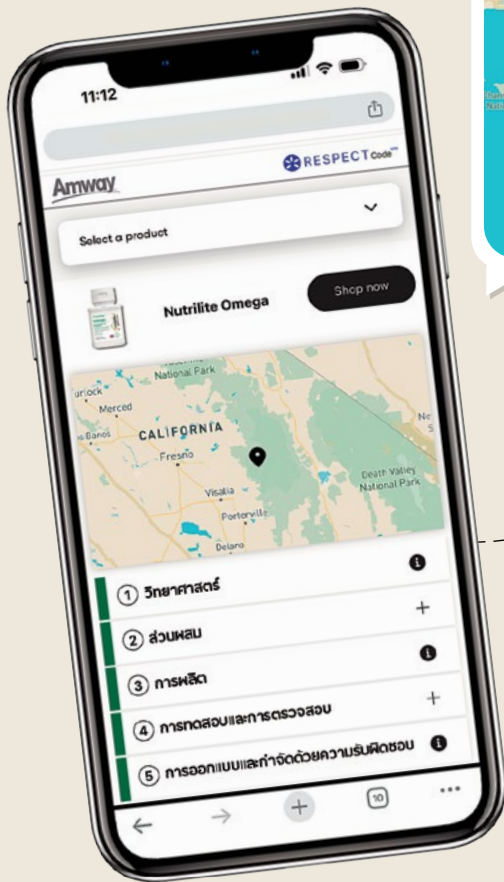 11:12
Amway
RESPECT Code
Select a product
Nutrilite Omega
Shop now
National Park
Merced
CALIFORNIA
Fresno
Visalia
Porterville
Delano
Death Valley
National Park
1 วิทยาศาสตร์
2 ส่วนผสม
3 การผลิต
4 การทดสอบและการตรวจสอบ
5 การออกแบบและกำจัดด้วยความรับผิดชอบ
10